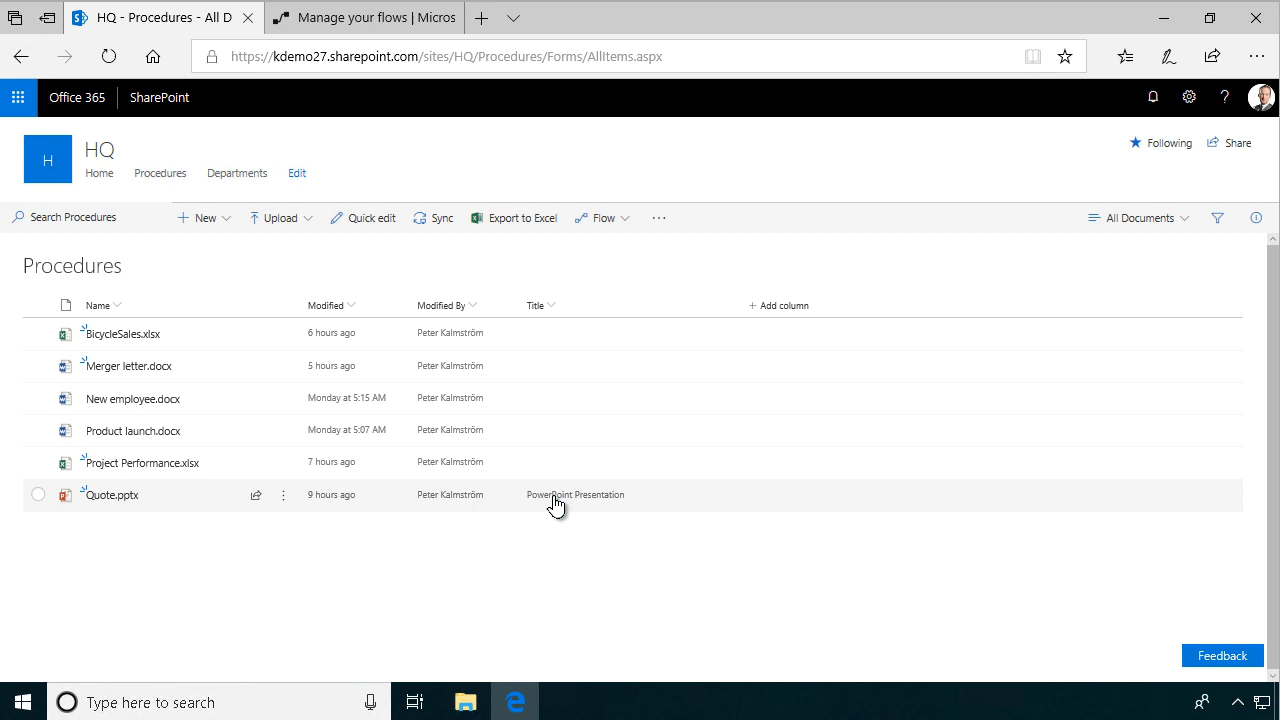 HQ - Procedures - All D
Manage your flows | Micros
https://kdemo27.sharepoint.com/sites/HQ/Procedures/Forms/AllItems.aspx
Office 365 SharePoint
H
HQ
Following Share
Home Procedures Departments Edit
Search Procedures New Upload Quick edit Sync Export to Excel Flow All Documents
Procedures
Name Modified Modified By Title Add column
BicycleSales.xlsx 6 hours ago Peter Kalmström
Merger letter.docx 5 hours ago Peter Kalmström
New employee.docx Monday at 5:15 AM Peter Kalmström
Product launch.docx Monday at 5:07 AM Peter Kalmström
Project Performance.xlsx 7 hours ago Peter Kalmström
Quote.pptx 9 hours ago Peter Kalmström PowerPoint Presentation
Feedback
Type here to search